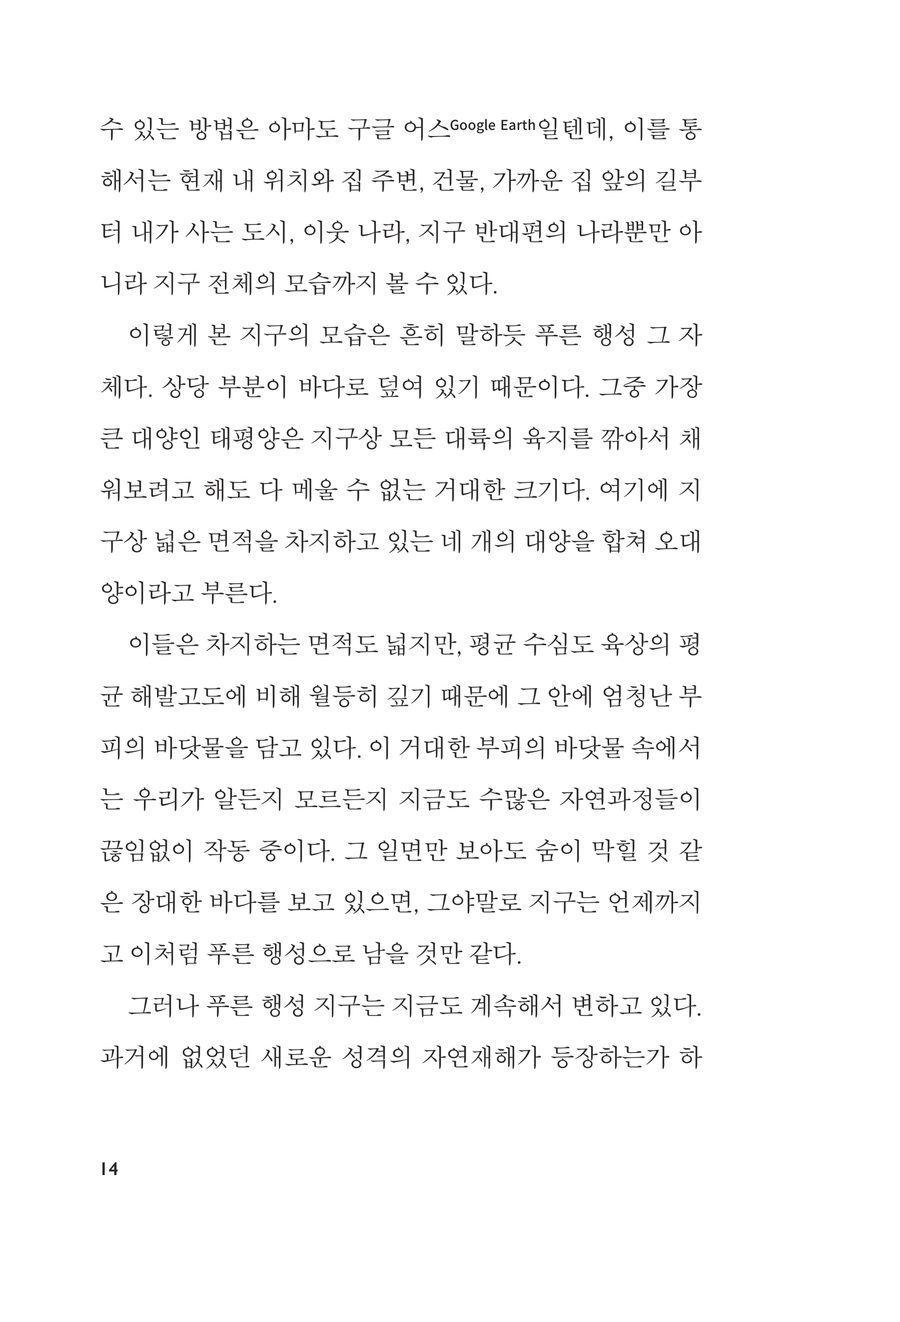 수 있는 방법은 아마도 구글 어스Google Earth일텐데, 이를 통
해서는 현재 내 위치와 집 주변, 건물, 가까운 집 앞의 길부
터 내가 사는 도시, 이웃 나라, 지구 반대편의 나라뿐만 아
니라 지구 전체의 모습까지 볼 수 있다.
이렇게 본 지구의 모습은 흔히 말하듯 푸른 행성 그 자
체다. 상당 부분이 바다로 덮여 있기 때문이다. 그중 가장
큰 대양인 태평양은 지구상 모든 대륙의 육지를 깎아서 채
워보려고 해도 다 메울 수 없는 거대한 크기다. 여기에 지
구상 넓은 면적을 차지하고 있는 네 개의 대양을 합쳐 오대
양이라고 부른다.
이들은 차지하는 면적도 넓지만, 평균 수심도 육상의 평
균 해발고도에 비해 월등히 깊기 때문에 그 안에 엄청난 부
피의 바닷물을 담고 있다. 이 거대한 부피의 바닷물 속에서
는 우리가 알든지 모르든지 지금도 수많은 자연과정들이
끊임없이 작동 중이다. 그 일면만 보아도 숨이 막힐 것 같
은 장대한 바다를 보고 있으면, 그야말로 지구는 언제까지
고 이처럼 푸른 행성으로 남을 것만 같다.
그러나 푸른 행성 지구는 지금도 계속해서 변하고 있다.
과거에 없었던 새로운 성격의 자연재해가 등장하는가 하
14